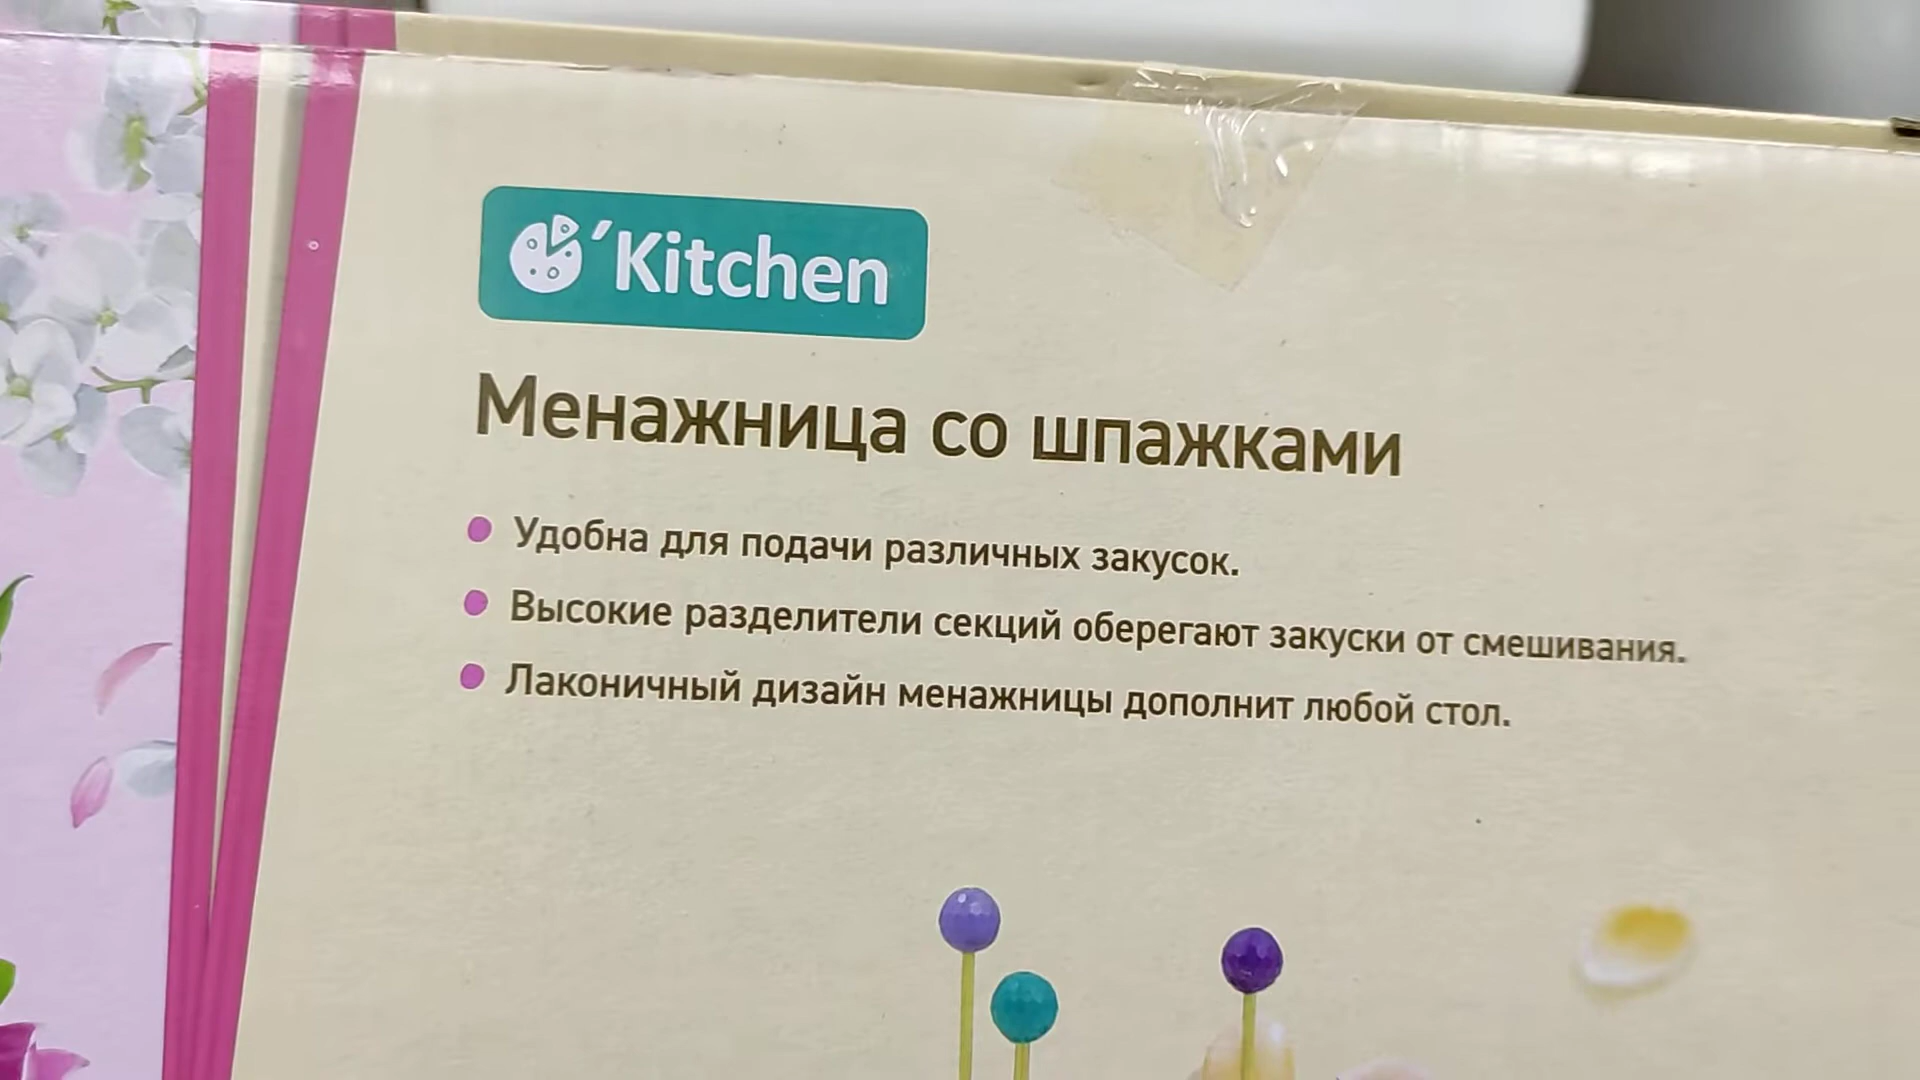 'Kitchen
Менажница со шпажками
Удобна для подачи различных закусок.
Высокие разделители секций оберегают закуски от смешивания.
Лаконичный дизайн менажницы дополнит любой стол.